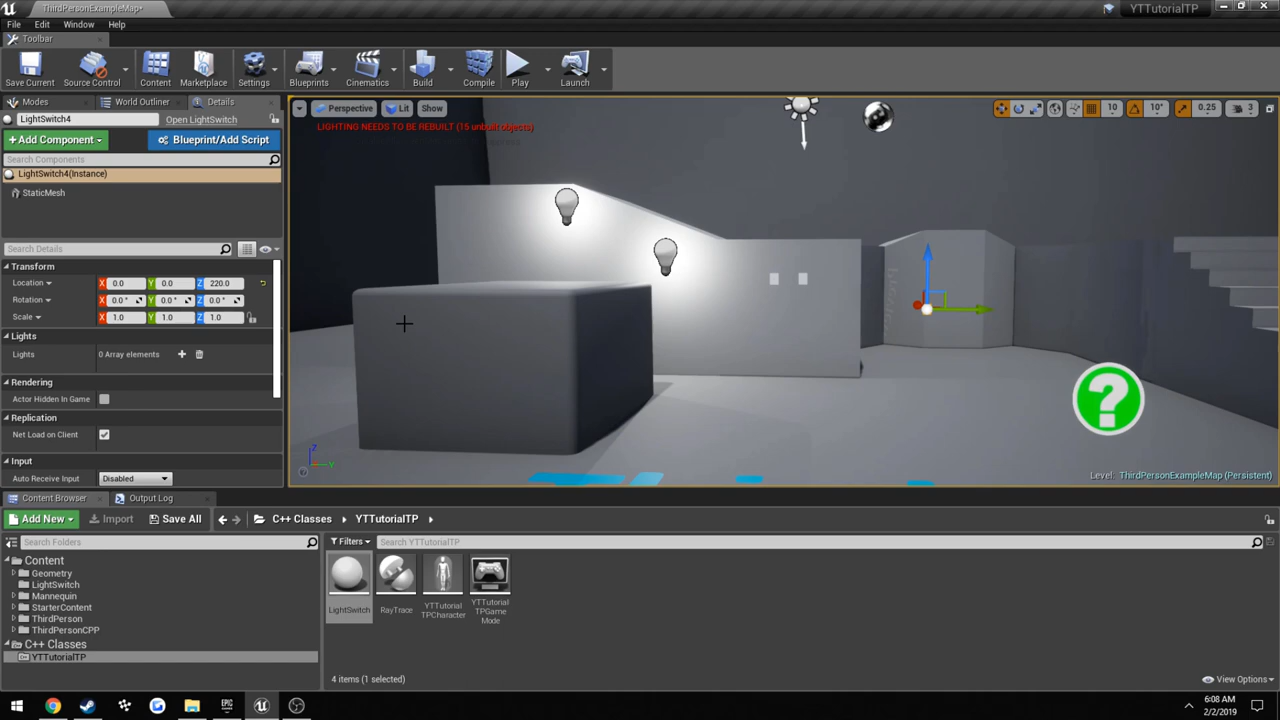 ThirdPersonExampleMap*
YTTutorialTP
File Edit Window Help
Toolbar
Save Current Source Control Content Marketplace Settings Blueprints Cinematics Build Compile Play Launch
Modes World Outliner Details
LightSwitch4 Open LightSwitch
+Add Component Blueprint/Add Script
Search Components
LightSwitch4(Instance)
StaticMesh
Search Details
Transform
Location X 0.0 Y 0.0 Z 220.0
Rotation X 0.0 ° Y 0.0 ° Z 0.0 °
Scale X 1.0 Y 1.0 Z 1.0
Lights
Lights 0 Array elements
Rendering
Actor Hidden In Game
Replication
Net Load on Client
Input
Auto Receive Input Disabled
Perspective Lit Show
10 10° 0.25 3
LIGHTING NEEDS TO BE REBUILT (15 unbuilt objects)
Z
Y
?
Level: ThirdPersonExampleMap (Persistent)
Content Browser Output Log
Add New Import Save All C++ Classes YTTutorialTP
Search Folders
Content
Geometry
LightSwitch
Mannequin
StarterContent
ThirdPerson
ThirdPersonCPP
C++ Classes
YTTutorialTP
Filters Search YTTutorialTP
LightSwitch
RayTrace
YTTutorial
TPCharacter
YTTutorial
TPGame
Mode
4 items (1 selected)
View Options
EPIC
GAMES
6:08 AM
2/2/2019